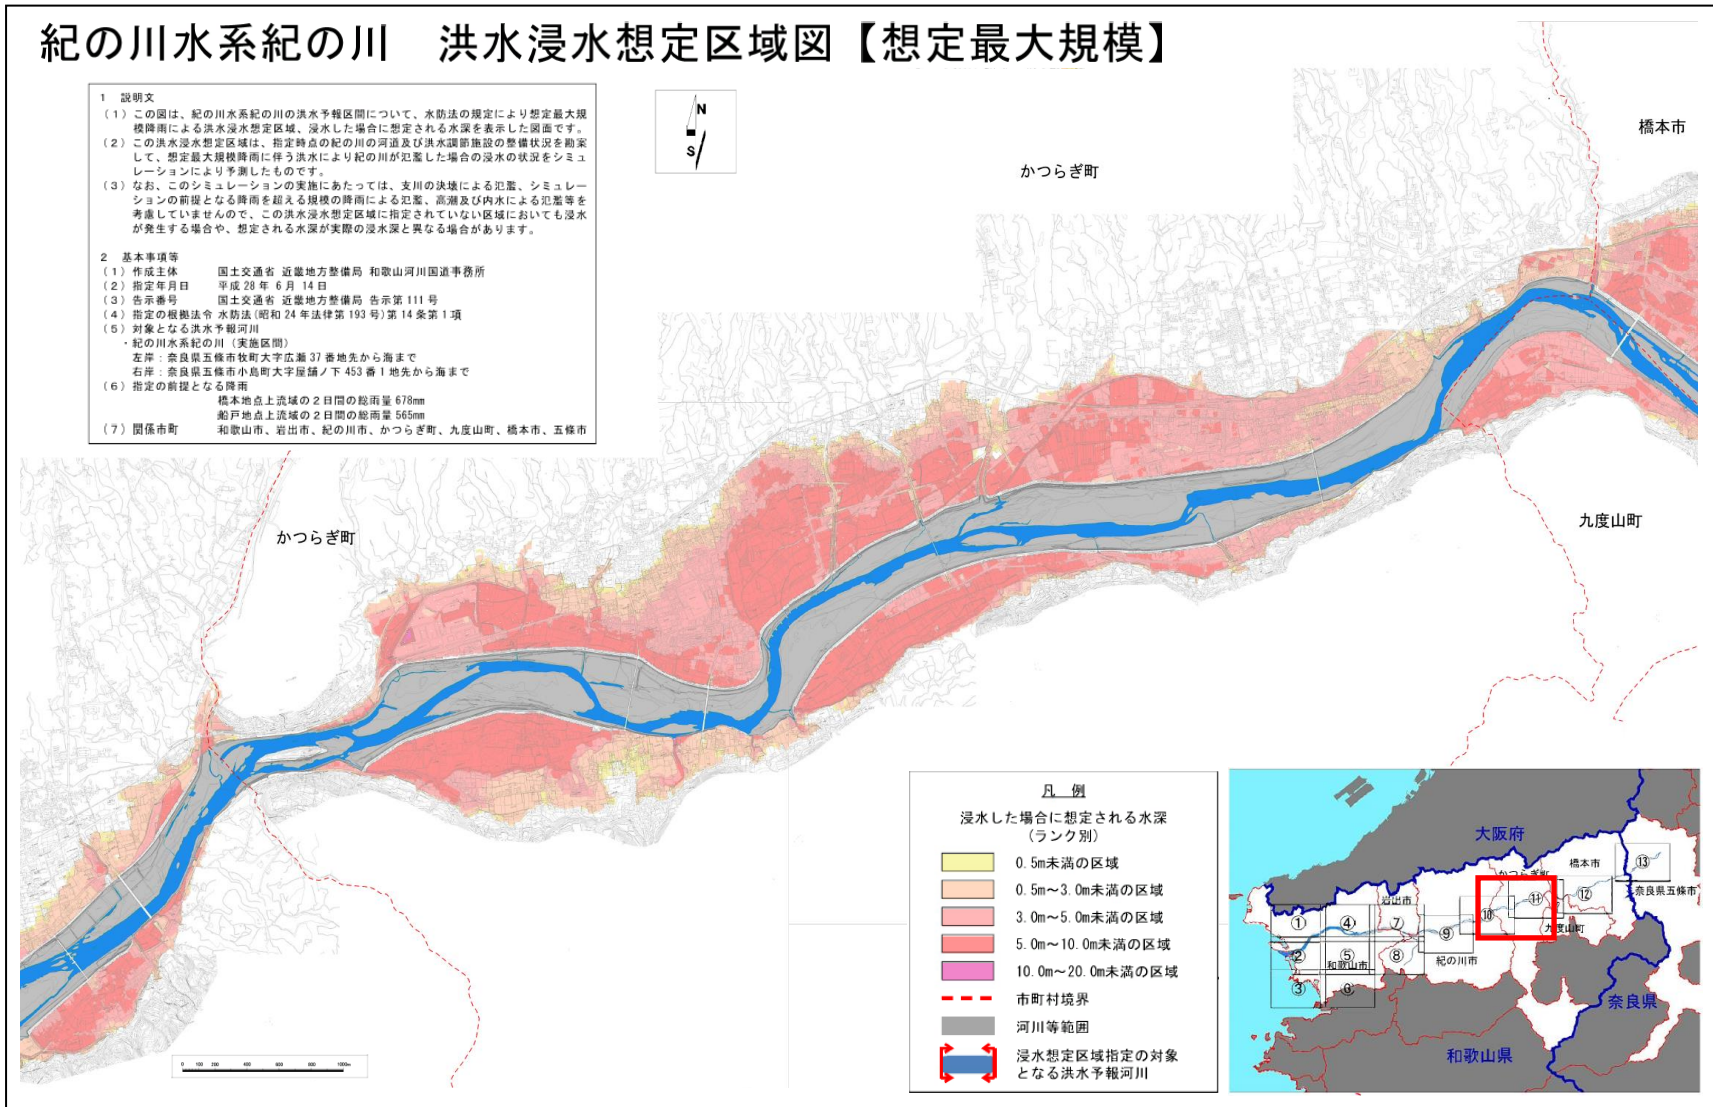 紀の川水系紀の川　洪水浸水想定区域図【想定最大規模】
1　説明文
(1) この図は、紀の川水系紀の川の洪水予報区間について、水防法の規定により想定最大規
模降雨による洪水浸水想定区域、浸水した場合に想定される水深を表示した図面です。
(2) この洪水浸水想定区域は、指定時点の紀の川の河道及び洪水調節施設の整備状況を勘案
して、想定最大規模降雨に伴う洪水により紀の川が氾濫した場合の浸水の状況をシミュ
レーションにより予測したものです。
(3) なお、このシミュレーションの実施にあたっては、支川の決壊による氾濫、シミュレー
ションの前提となる降雨を超える規模の降雨による氾濫、高潮及び内水による氾濫等を
考慮していませんので、この洪水浸水想定区域に指定されていない区域においても浸水
が発生する場合や、想定される水深が実際の浸水深と異なる場合があります。
2　基本事項等
(1) 作成主体　国土交通省 近畿地方整備局 和歌山河川国道事務所
(2) 指定年月日　平成28年 6月 14日
(3) 告示番号　国土交通省 近畿地方整備局 告示第111号
(4) 指定の根拠法令 水防法(昭和24年法律第193号)第14条第1項
(5) 対象となる洪水予報河川
・紀の川水系紀の川（実施区間）
左岸：奈良県五條市牧町大字広瀬37番地先から海まで
右岸：奈良県五條市小島町大字屋舗ノ下453番1地先から海まで
(6) 指定の前提となる降雨
橋本地点上流域の2日間の総雨量678mm
船戸地点上流域の2日間の総雨量565mm
(7) 関係市町　和歌山市、岩出市、紀の川市、かつらぎ町、九度山町、橋本市、五條市
N
S
かつらぎ町
橋本市
かつらぎ町
九度山町
凡　例
浸水した場合に想定される水深
(ランク別)
0.5m未満の区域
0.5m～3.0m未満の区域
3.0m～5.0m未満の区域
5.0m～10.0m未満の区域
10.0m～20.0m未満の区域
市町村境界
河川等範囲
浸水想定区域指定の対象
となる洪水予報河川
大阪府
橋本市
⑬
かつらぎ町
奈良県五條市
岩出市
⑪
⑫
⑩
①
④
⑦
九度山町
⑨
②
⑤
⑧
紀の川市
和歌山市
③
⑥
奈良県
和歌山県
0 100 200 400 600 800 1000m